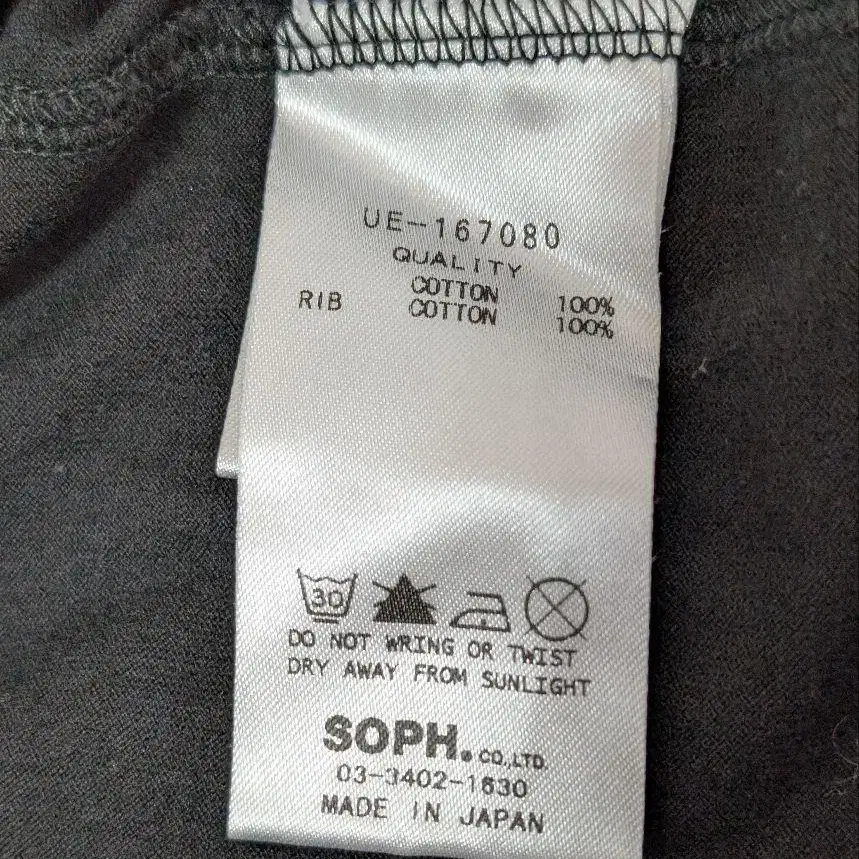 UE-167080
QUALITY
COTTON 100%
RIB COTTON 100%
30
DO NOT WRING OR TWIST
DRY AWAY FROM SUNLIGHT
SOPH. CO.,LTD.
03-3402-1630
MADE IN JAPAN